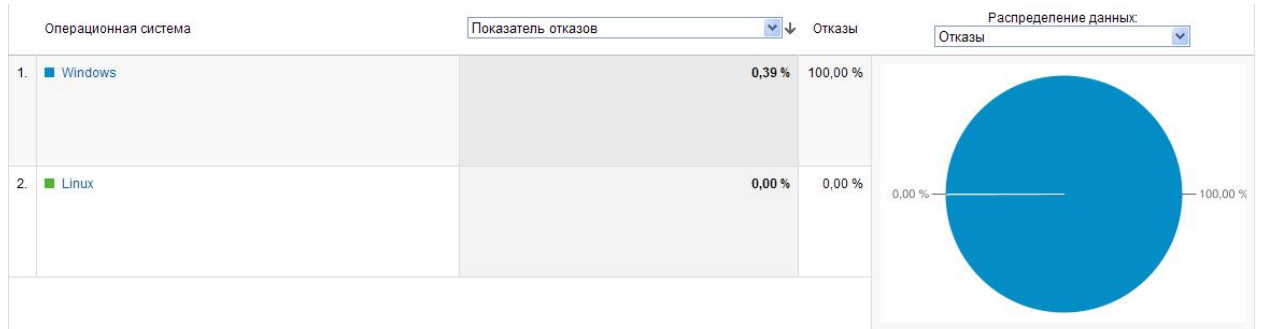 Операционная система
Показатель отказов
Отказы
Распределение данных:
Отказы
1. Windows 0,39 % 100,00 %
2. Linux 0,00 % 0,00 %
0,00 % 100,00 %